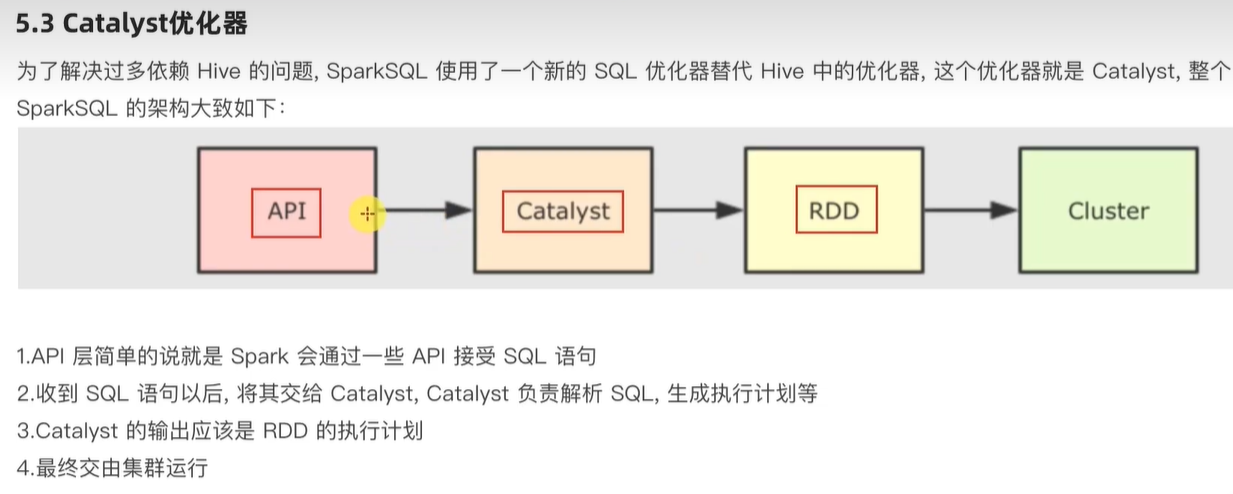 5.3 Catalyst优化器
为了解决过多依赖 Hive 的问题, SparkSQL 使用了一个新的 SQL 优化器替代 Hive 中的优化器, 这个优化器就是 Catalyst, 整个
SparkSQL 的架构大致如下:
API
Catalyst
RDD
Cluster
1.API 层简单的说就是 Spark 会通过一些 API 接受 SQL 语句
2.收到 SQL 语句以后, 将其交给 Catalyst, Catalyst 负责解析 SQL, 生成执行计划等
3.Catalyst 的输出应该是 RDD 的执行计划
4.最终交由集群运行